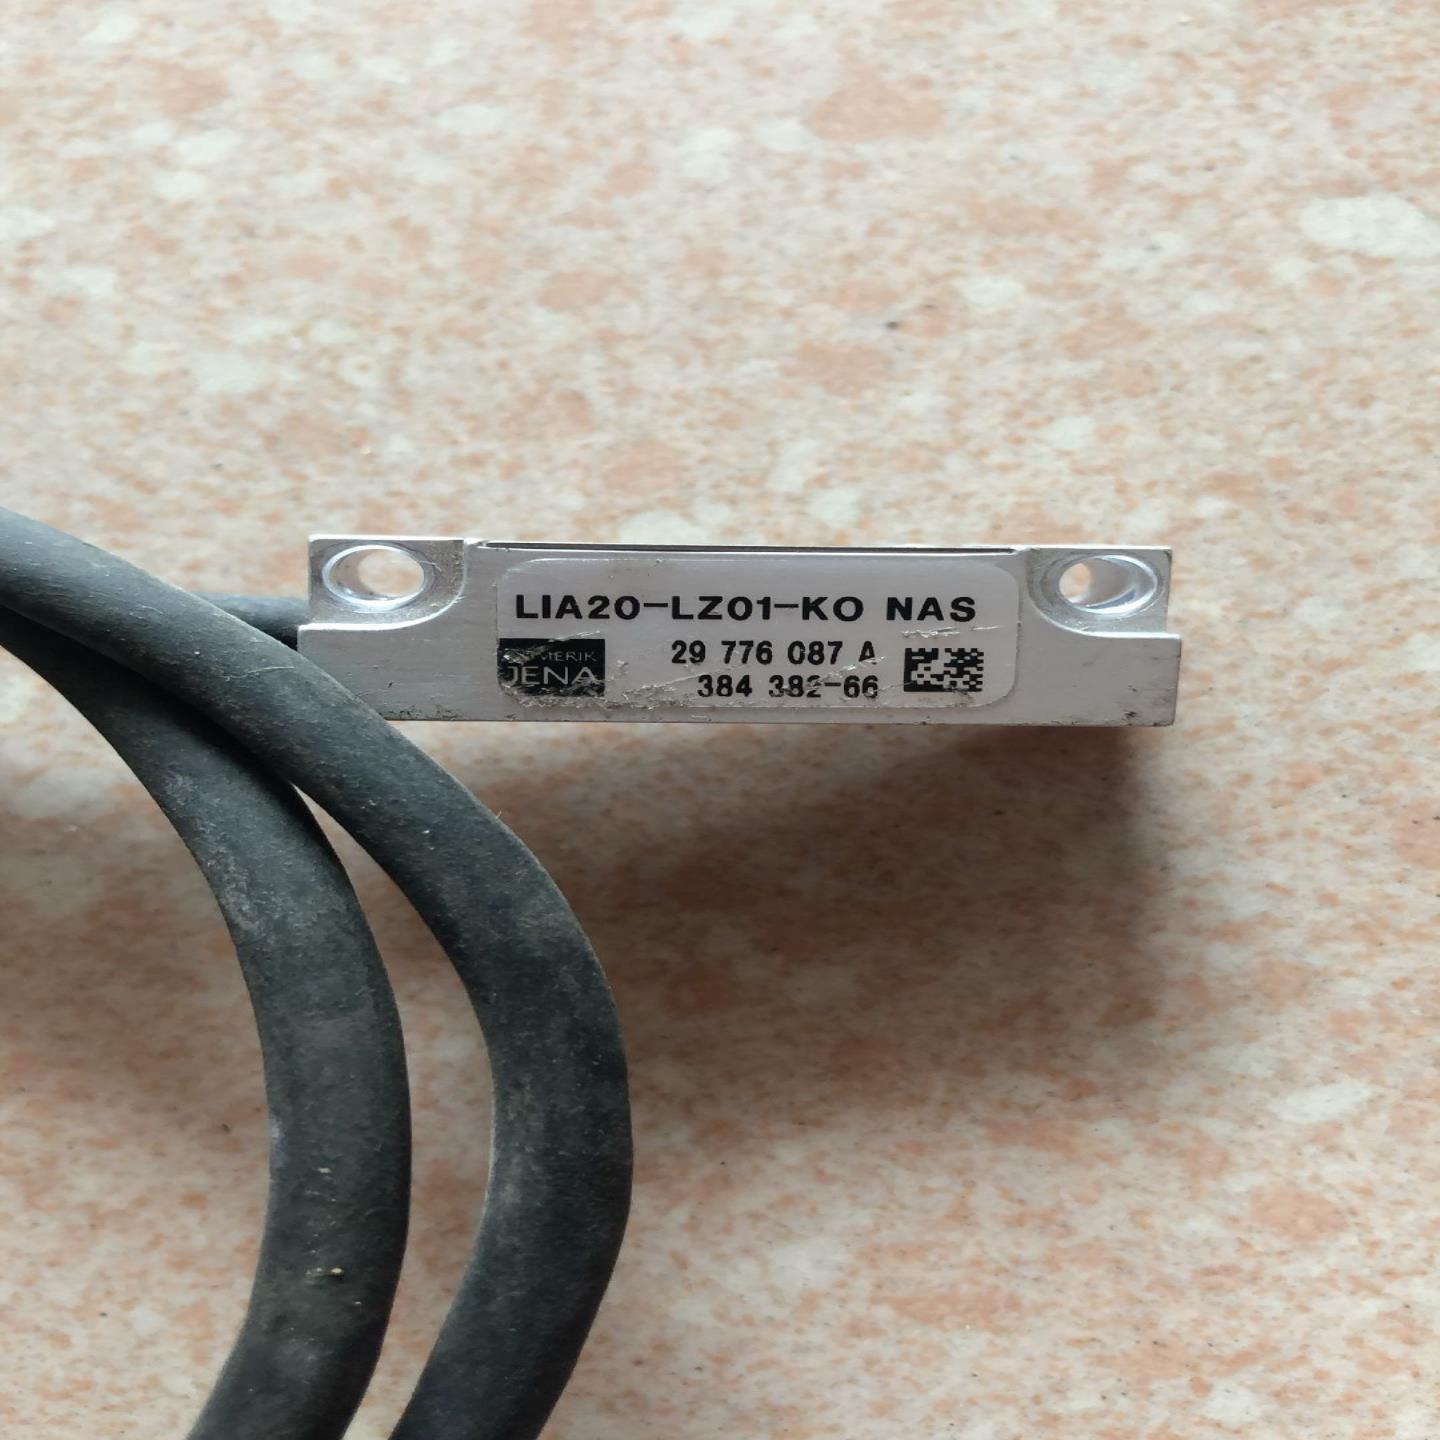 LIA20-LZ01-KO NAS
29 776 087 A
JENA
384 382-66